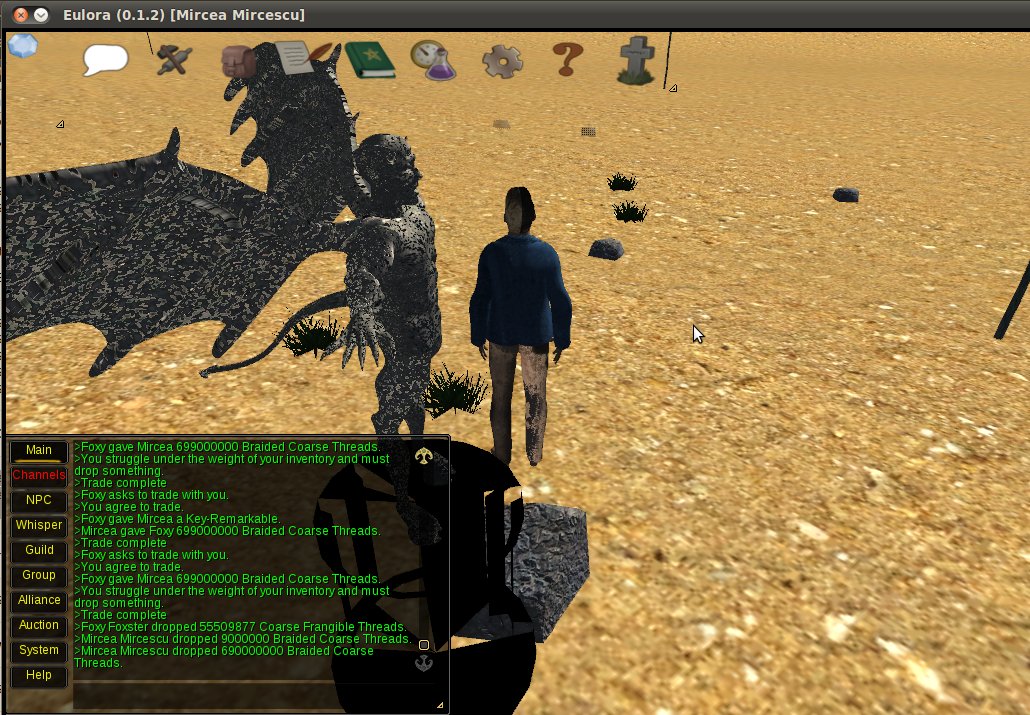 Eulora (0.1.2) [Mircea Mircescu]
Main
Channels
NPC
Whisper
Guild
Group
Alliance
Auction
System
Help
>Foxy gave Mircea 699000000 Braided Coarse Threads.
>You struggle under the weight of your inventory and must
drop something.
>Trade complete
>Foxy asks to trade with you.
>You agree to trade.
>Foxy gave Mircea a Key-Remarkable.
>Mircea gave Foxy 699000000 Braided Coarse Threads.
>Trade complete
>Foxy asks to trade with you.
>You agree to trade.
>Foxy gave Mircea 699000000 Braided Coarse Threads.
>You struggle under the weight of your inventory and must
drop something.
>Trade complete
>Foxy Foxster dropped 55509877 Coarse Frangible Threads.
>Mircea Mircescu dropped 9000000 Braided Coarse Threads.
>Mircea Mircescu dropped 690000000 Braided Coarse
Threads.